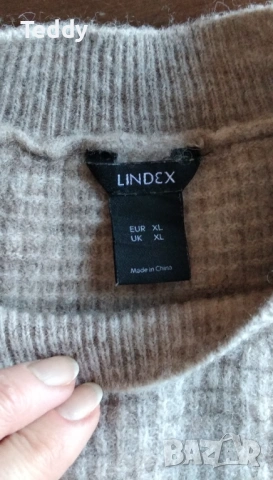 Teddy
LINDEX
EUR XL
UK XL
Made in China
BAZAR